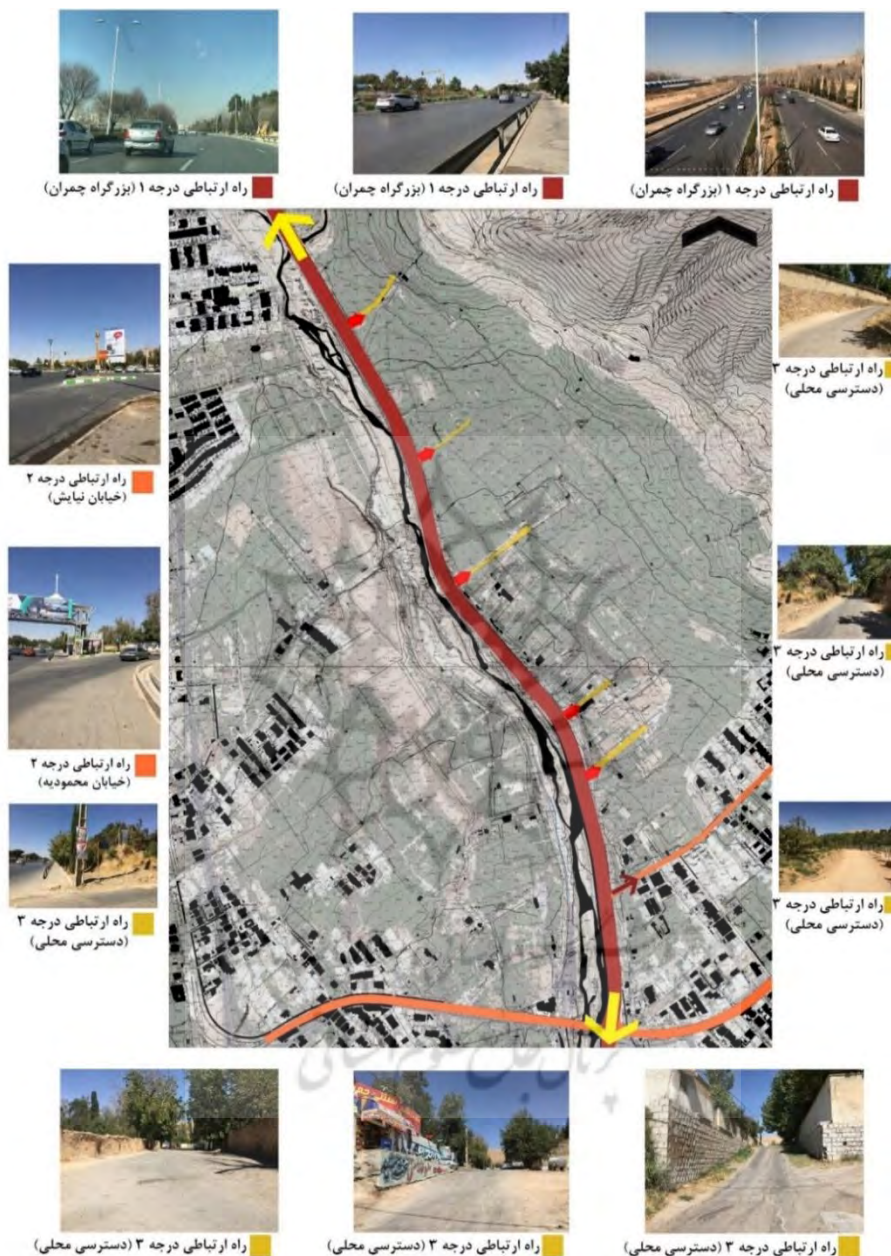 راه ارتباطی درجه ۱ (بزرگراه چمران)
راه ارتباطی درجه ۱ (بزرگراه چمران)
راه ارتباطی درجه ۱ (بزرگراه چمران)
راه ارتباطی درجه ۳
(دسترسی محلی)
راه ارتباطی درجه ۲
(خیابان نیایش)
راه ارتباطی درجه ۳
(دسترسی محلی)
راه ارتباطی درجه ۲
(خیابان محمودیه)
راه ارتباطی درجه ۳
(دسترسی محلی)
راه ارتباطی درجه ۳
(دسترسی محلی)
راه ارتباطی درجه ۳ (دسترسی محلی)
راه ارتباطی درجه ۳ (دسترسی محلی)
راه ارتباطی درجه ۳ (دسترسی محلی)